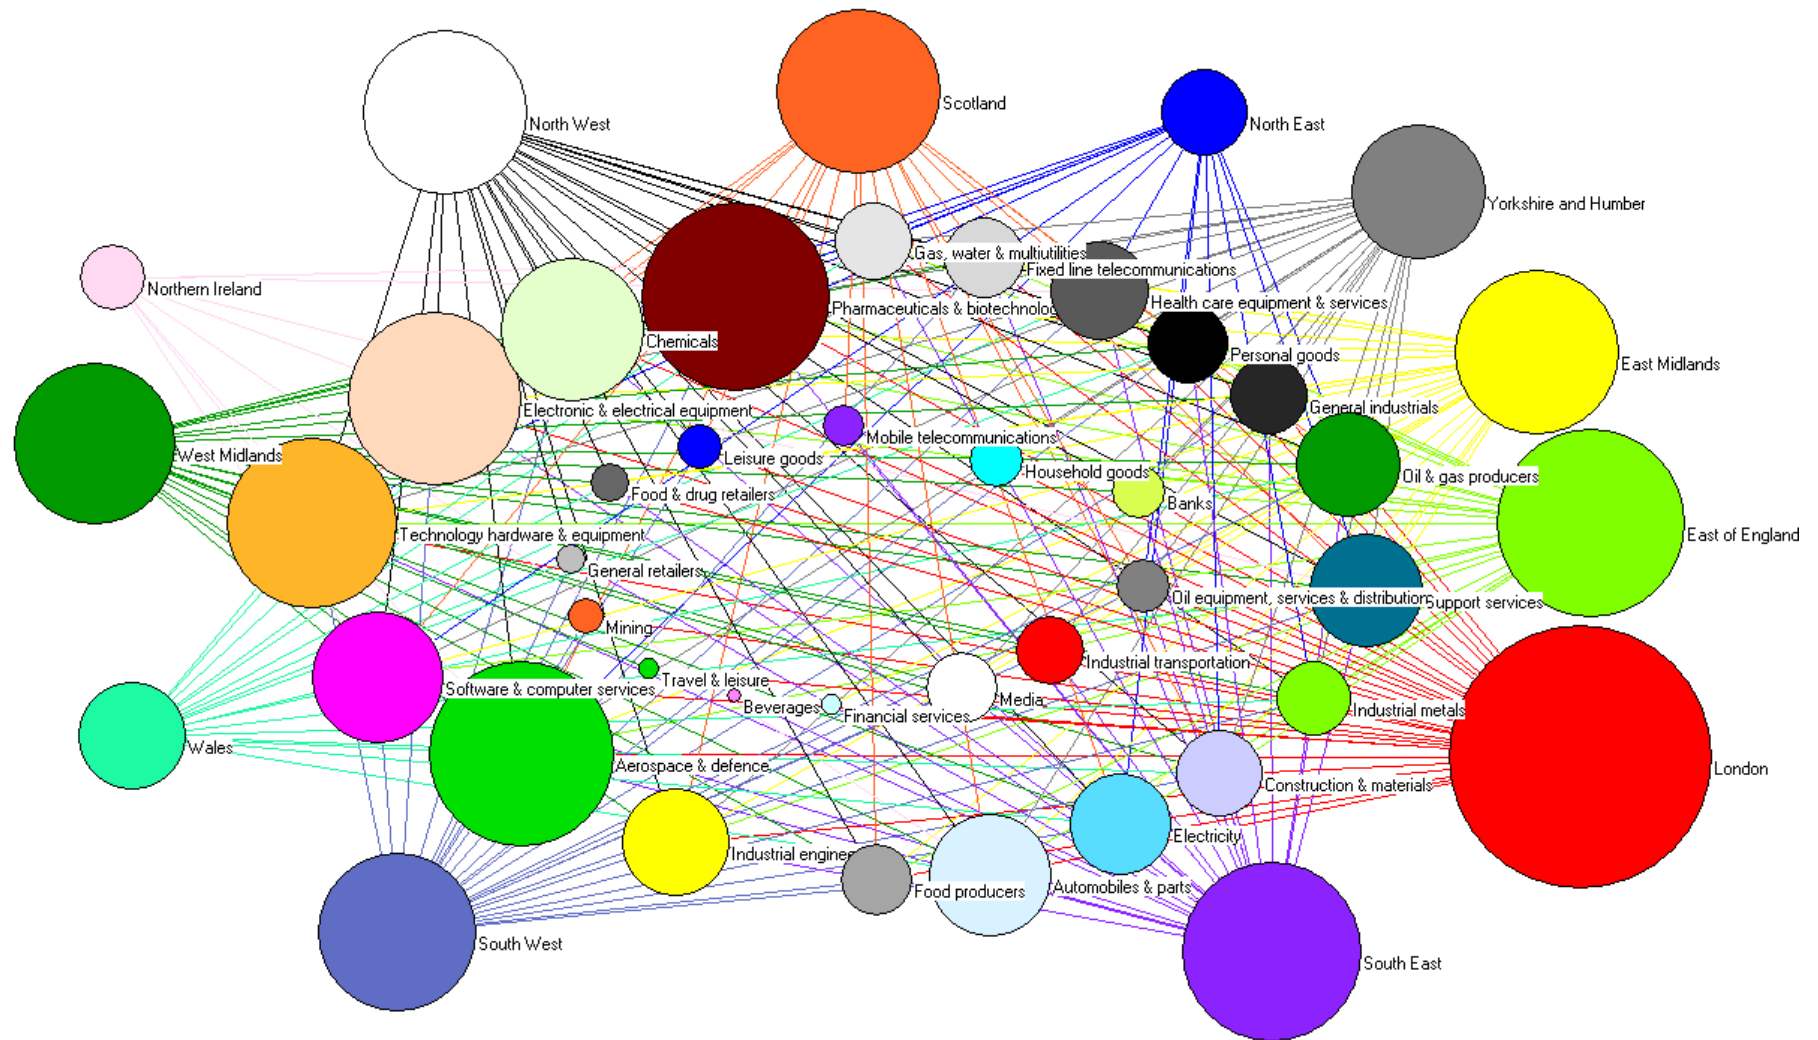 Scotland
North West
North East
Yorkshire and Humber
Gas, water & multiutilities
Fixed line telecommunications
Northern Ireland
Health care equipment & services
Pharmaceuticals & biotechnolog
Chemicals
Personal goods
East Midlands
Electronic & electrical equipment
General industrials
Mobile telecommunications
West Midlands
Leisure goods
Household goods
Oil & gas producers
Food & drug retailers
Banks
Technology hardware & equipment
East of England
General retailers
Oil equipment, services & distribution
Support services
Mining
Industrial transportation
Travel & leisure
Software & computer services
Media
Beverages
Industrial metals
Financial services
Wales
Aerospace & defence
London
Construction & materials
Electricity
Industrial enginee
Automobiles & parts
Food producers
South West
South East